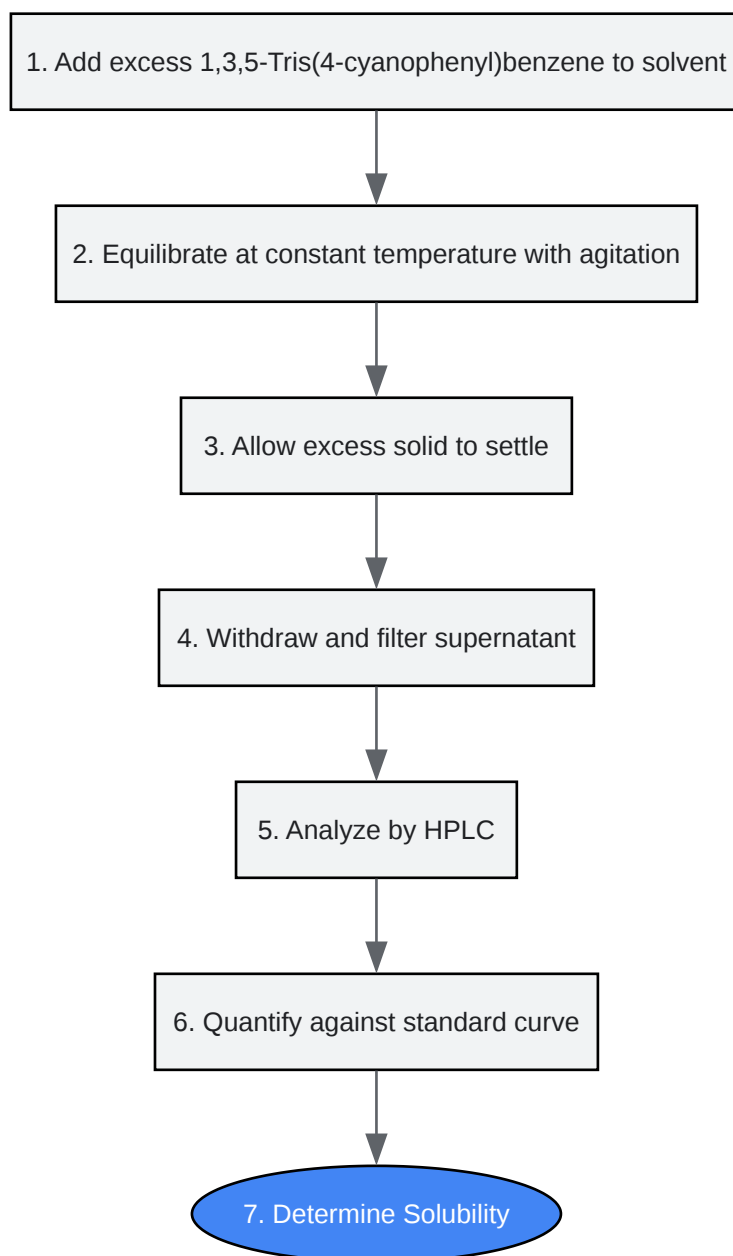 1. Add excess 1,3,5-Tris(4-cyanophenyl)benzene to solvent
2. Equilibrate at constant temperature with agitation
3. Allow excess solid to settle
4. Withdraw and filter supernatant
5. Analyze by HPLC
6. Quantify against standard curve
7. Determine Solubility